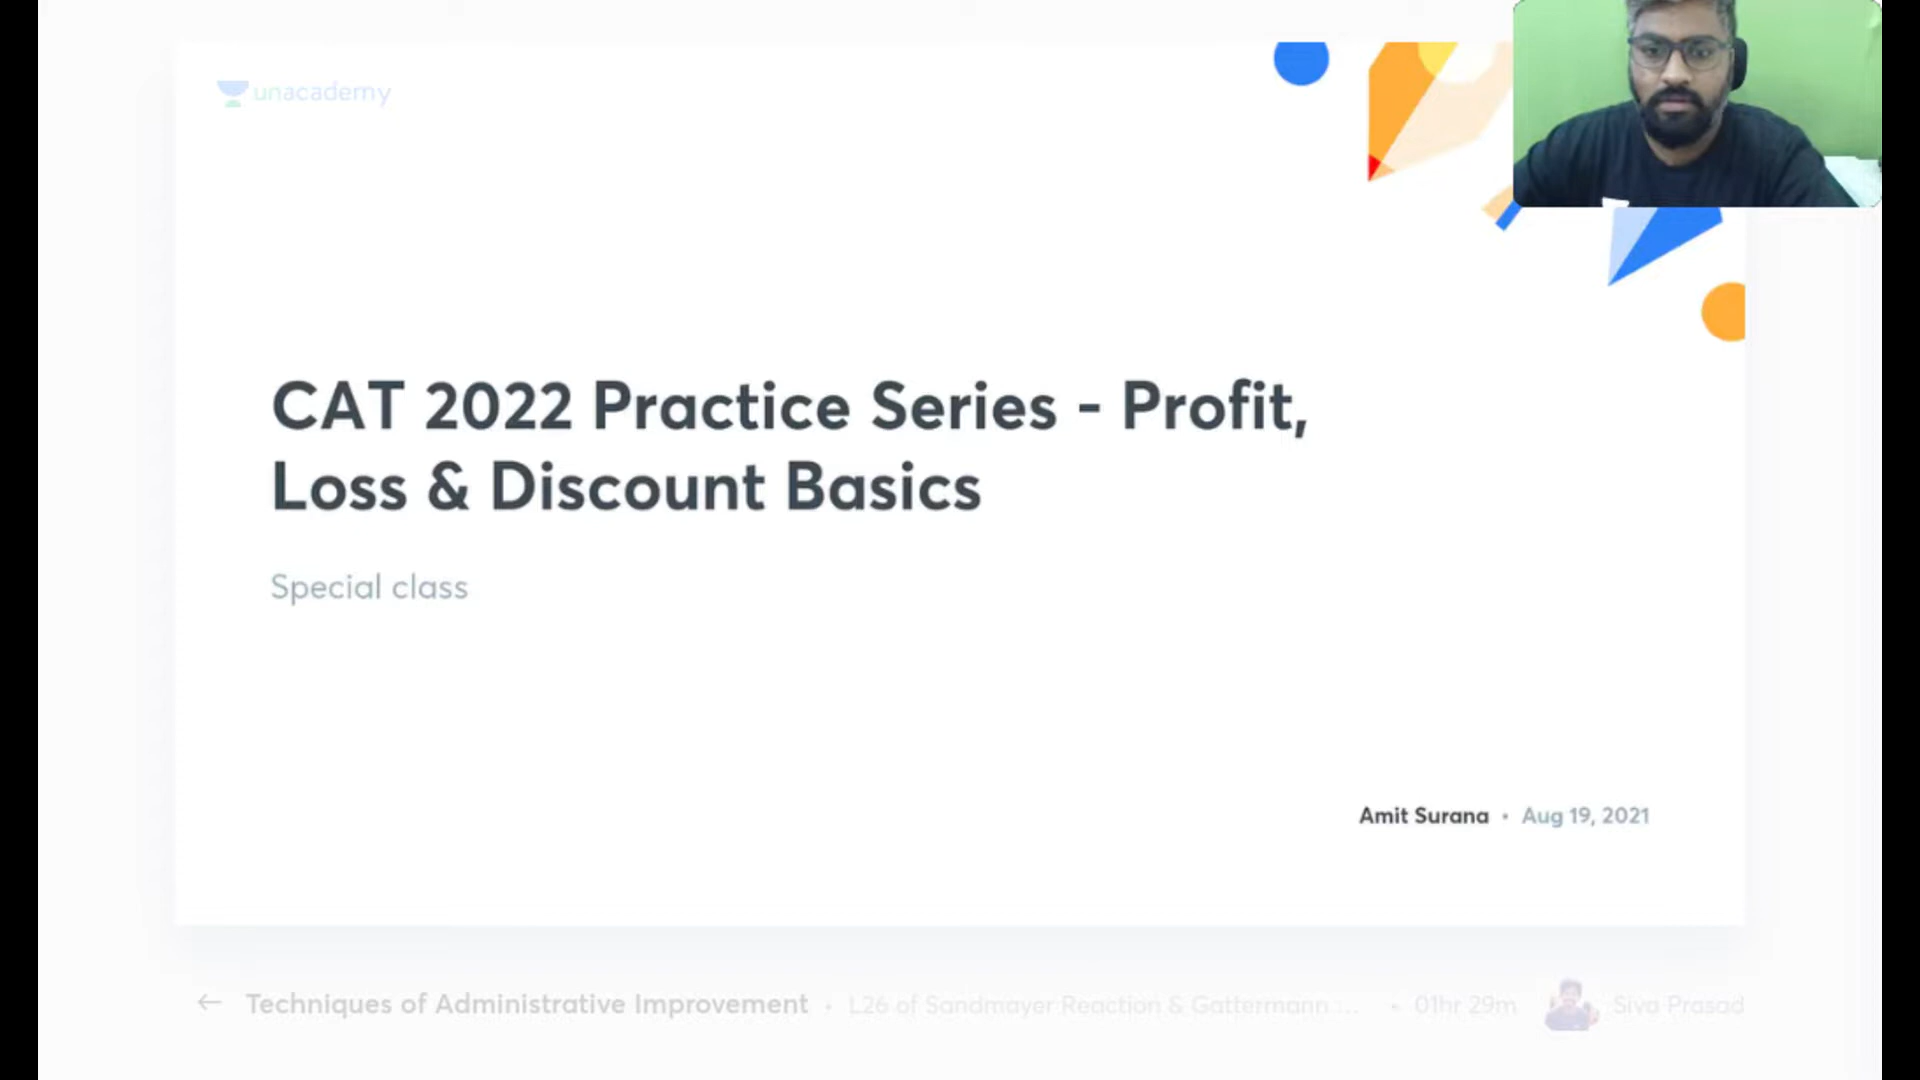 unacademy
CAT 2022 Practice Series - Profit,
Loss & Discount Basics
Special class
Amit Surana • Aug 19, 2021
← Techniques of Administrative Improvement • L26 of Sandmayer Reaction & Gattermann ... • 01hr 29m Siva Prasad